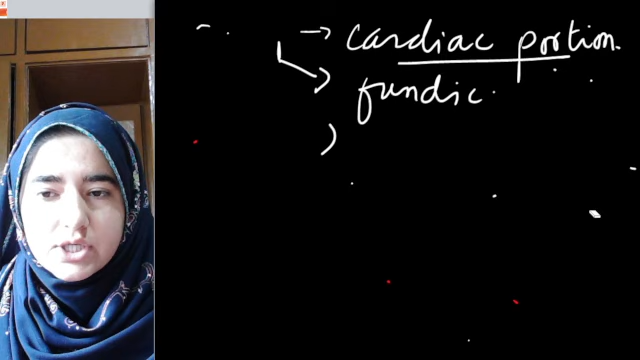 → cardiac portion.
fundic.